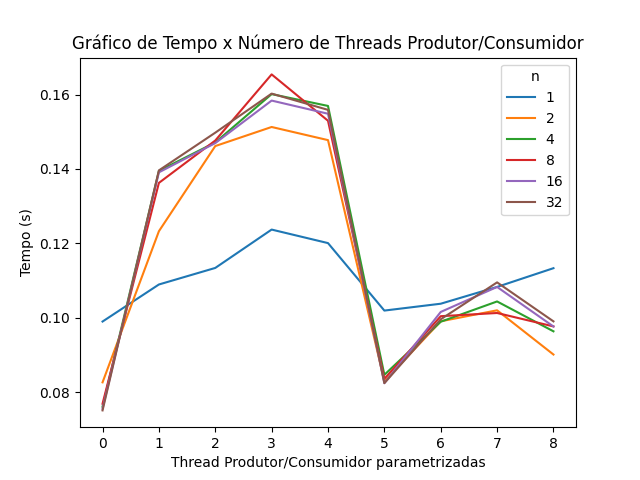 Gráfico de Tempo x Número de Threads Produtor/Consumidor
n
1
2
4
8
16
32
0.16
0.14
0.12
0.10
0.08
Tempo (s)
0 1 2 3 4 5 6 7 8
Thread Produtor/Consumidor parametrizadas